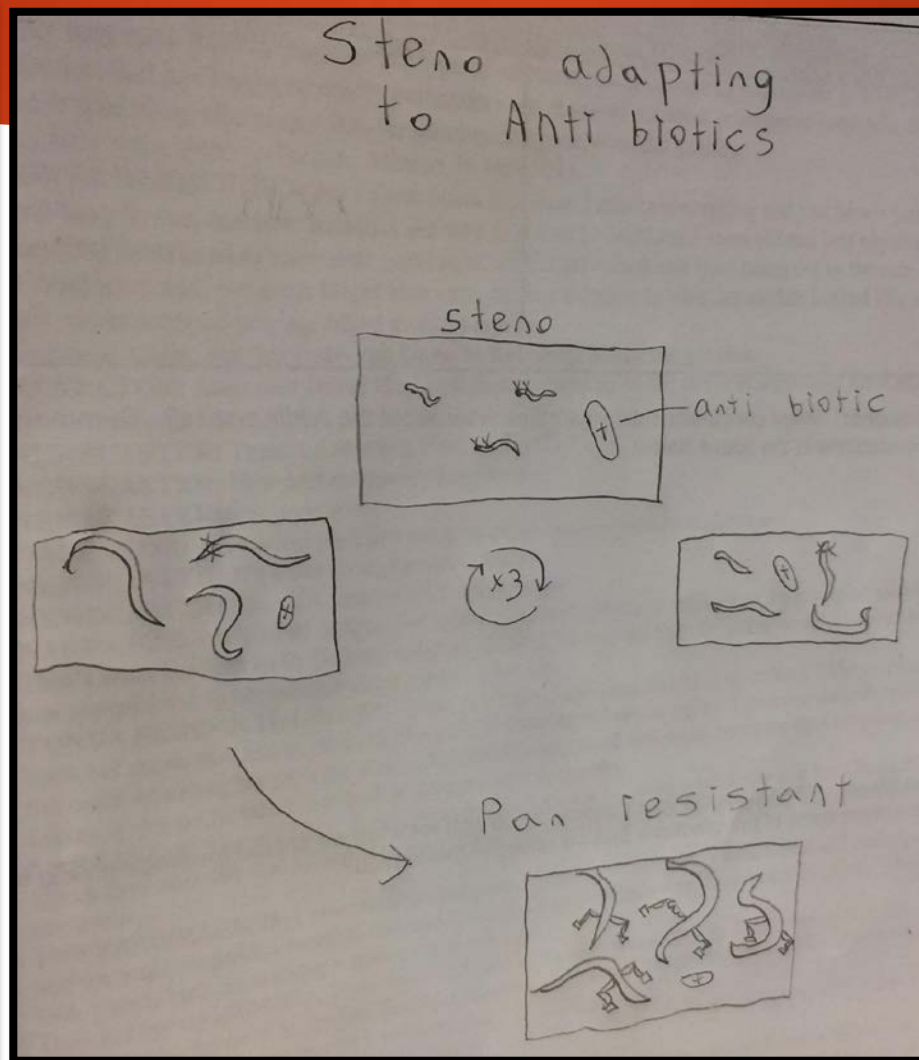 Steno adapting
to Anti biotics
steno
anti biotic
x3
Pan resistant